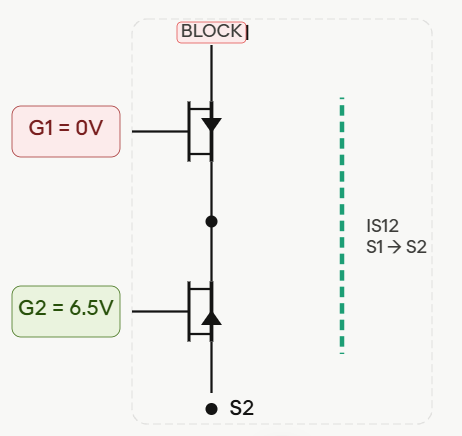 BLOCK
G1 = 0V
IS12
S1 → S2
G2 = 6.5V
S2